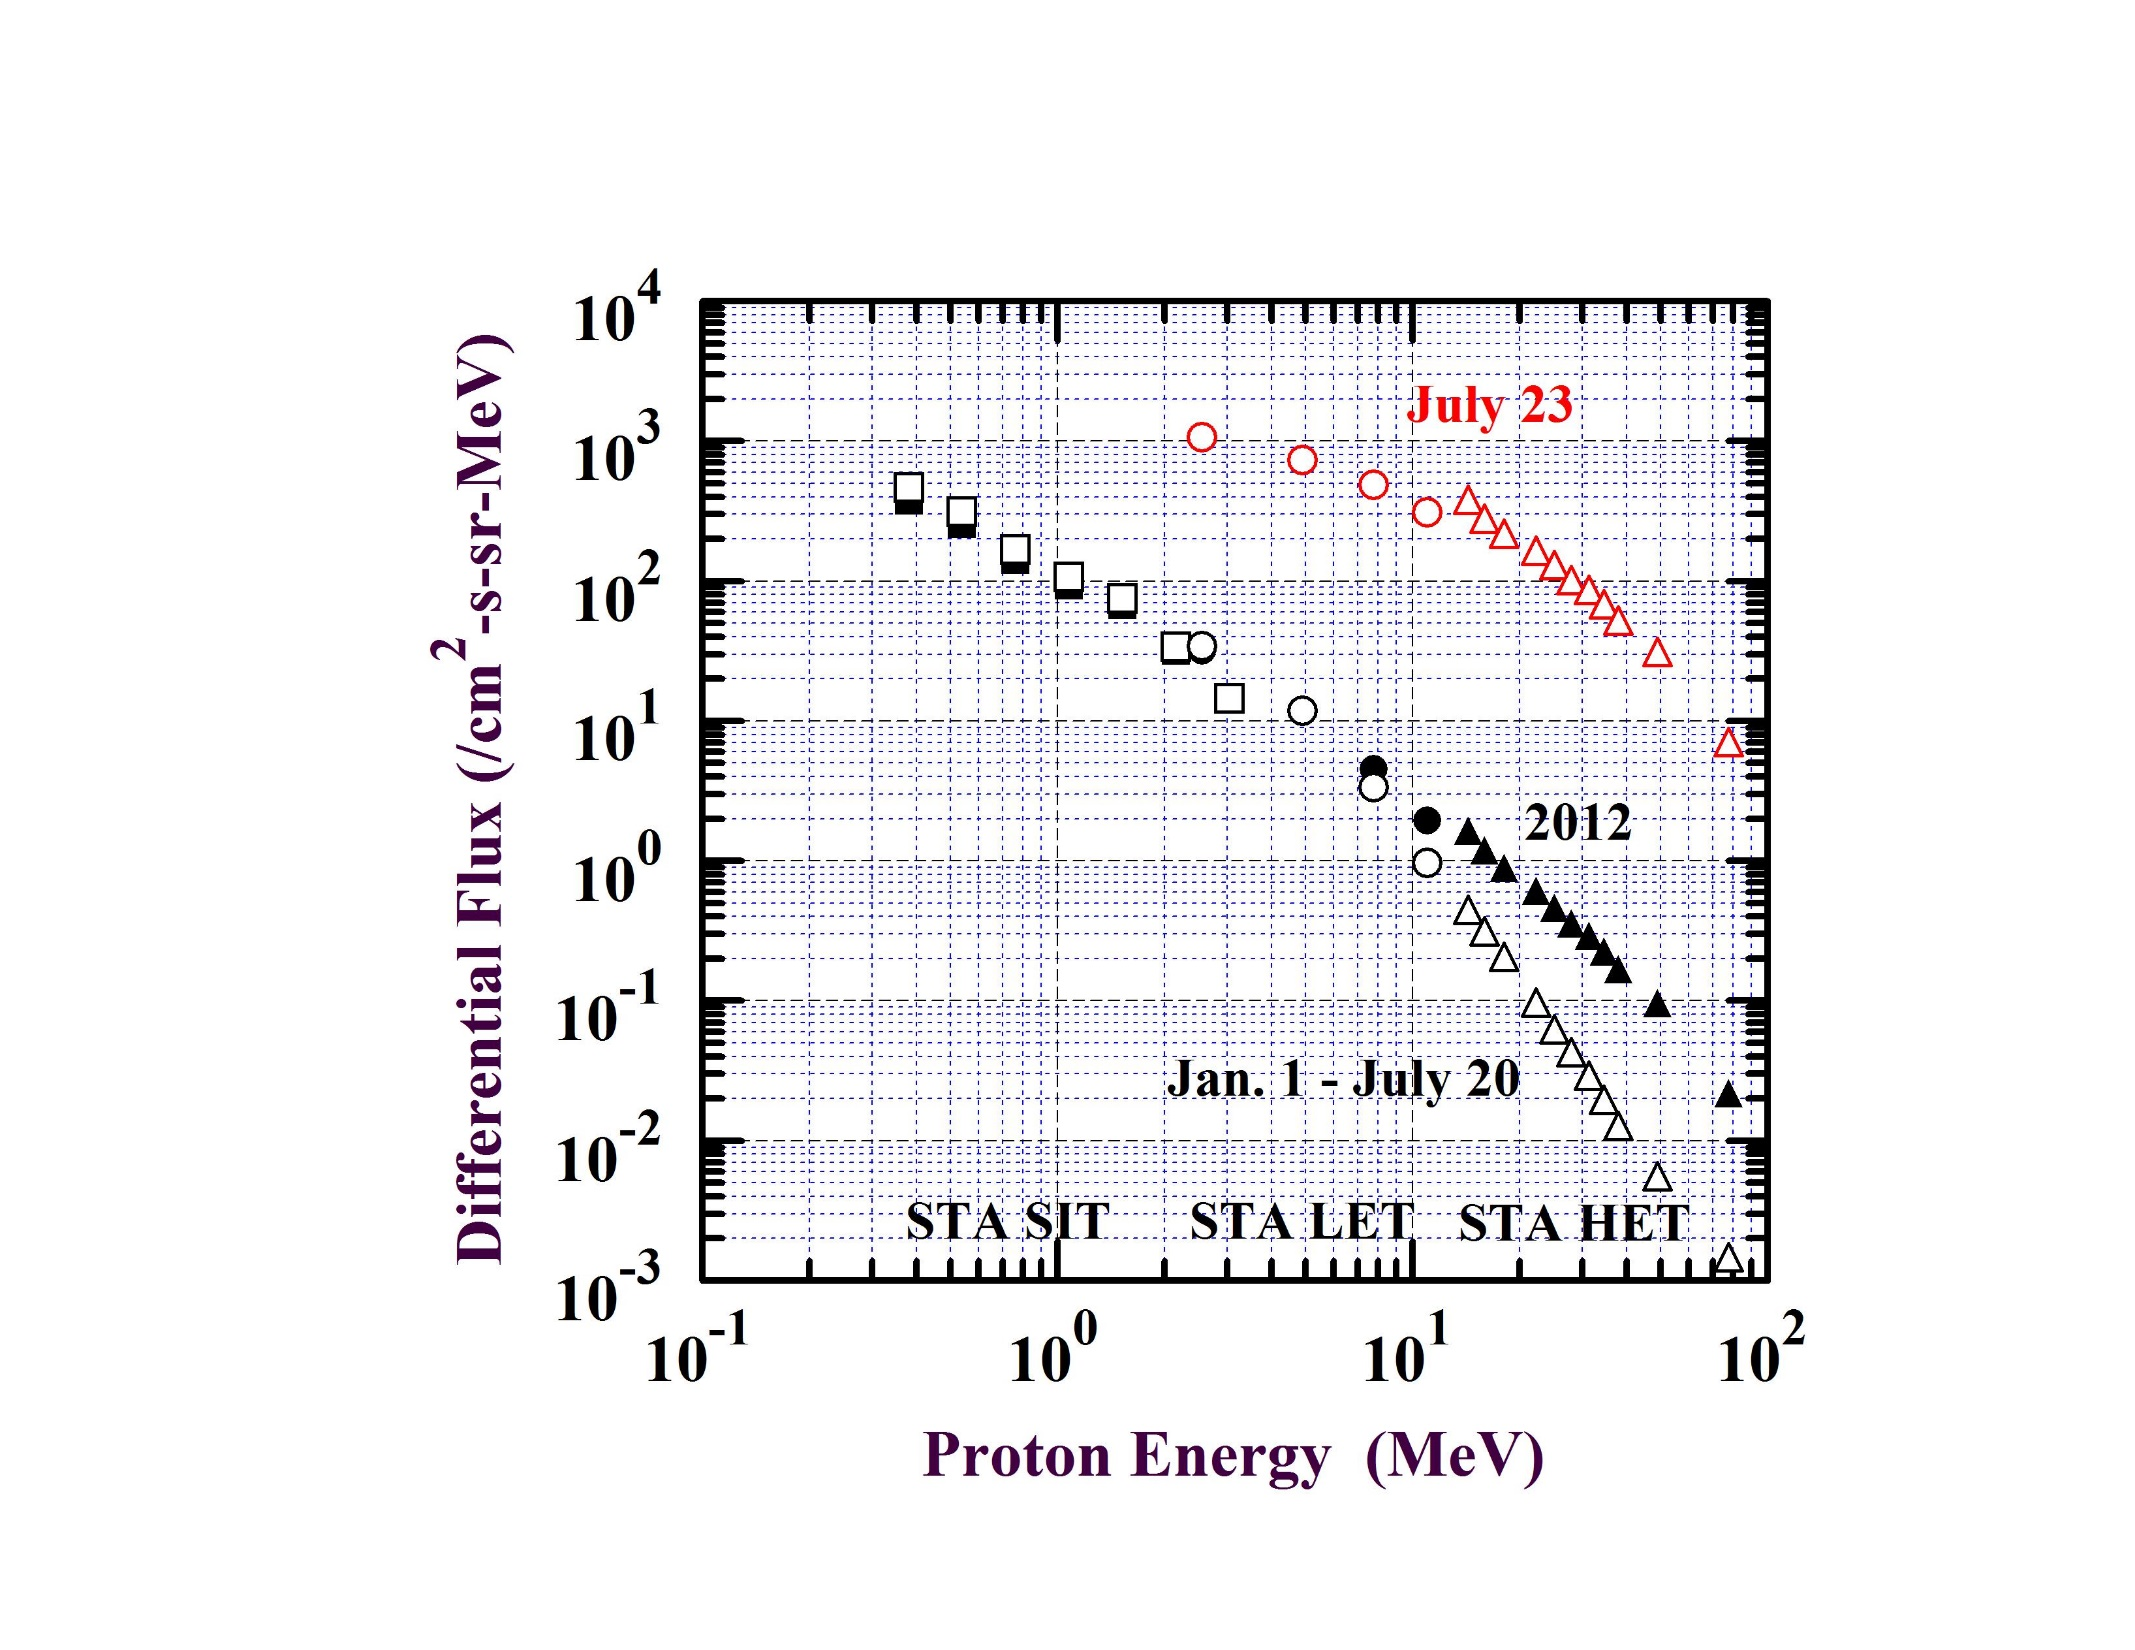 10^4
10^3
10^2
10^1
10^0
10^-1
10^-2
10^-3
Differential Flux (/cm^2-s-sr-MeV)
July 23
2012
Jan. 1 - July 20
STA SIT
STA LET
STA HET
10^-1
10^0
10^1
10^2
Proton Energy (MeV)